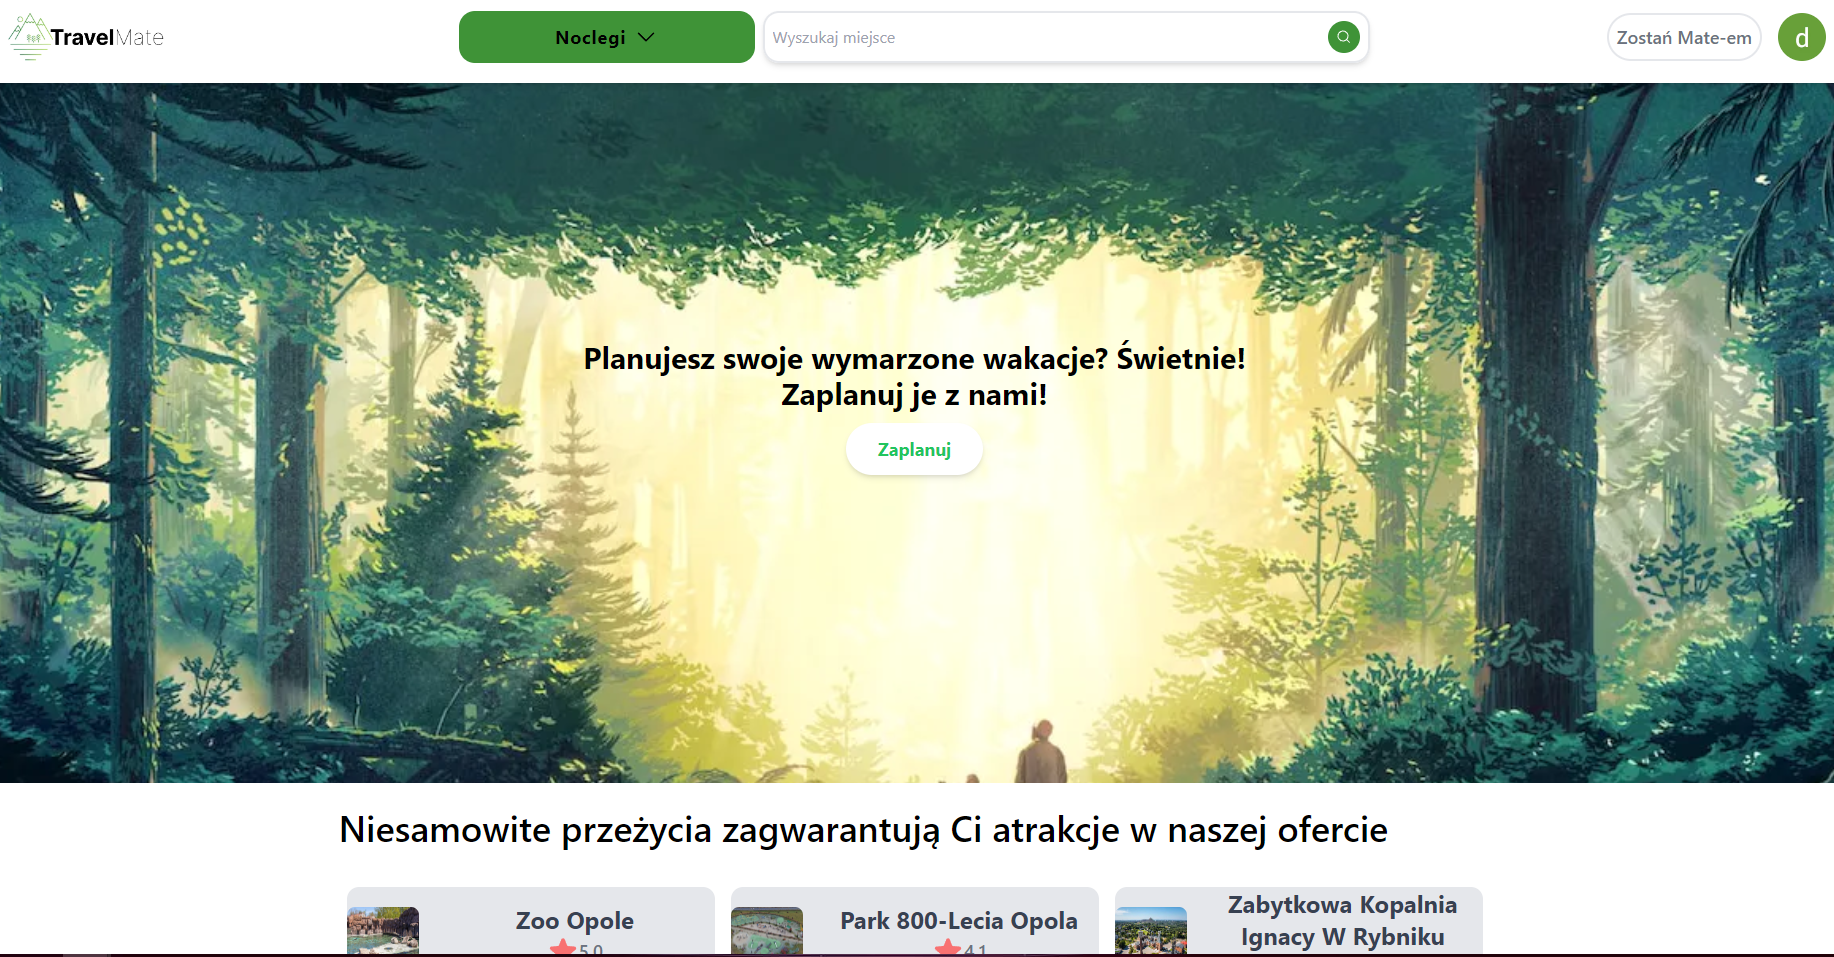 TravelMate
Noclegi
Wyszukaj miejsce
Zostań Mate-em
d
Planujesz swoje wymarzone wakacje? Świetnie!
Zaplanuj je z nami!
Zaplanuj
Niesamowite przeżycia zagwarantują Ci atrakcje w naszej ofercie
Zoo Opole
5.0
Park 800-Lecia Opola
4.1
Zabytkowa Kopalnia
Ignacy W Rybniku